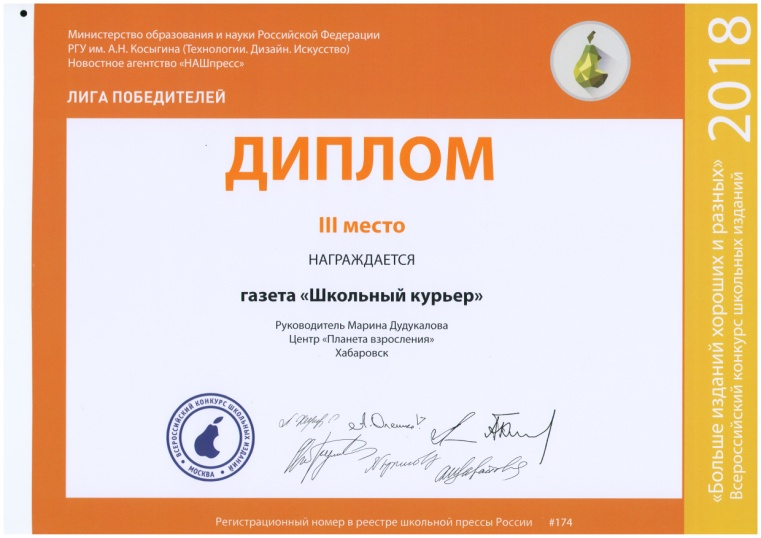 Министерство образования и науки Российской Федерации
РГУ им. А.Н. Косыгина (Технологии. Дизайн. Искусство)
Новостное агентство «НАШпресс»
ЛИГА ПОБЕДИТЕЛЕЙ
ДИПЛОМ
III место
НАГРАЖДАЕТСЯ
газета «Школьный курьер»
Руководитель Марина Дудукалова
Центр «Планета взросления»
Хабаровск
ВСЕРОССИЙСКИЙ КОНКУРС ШКОЛЬНЫХ ИЗДАНИЙ
МОСКВА
Регистрационный номер в реестре школьной прессы России #174
«Больше изданий хороших и разных»
Всероссийский конкурс школьных изданий
2018